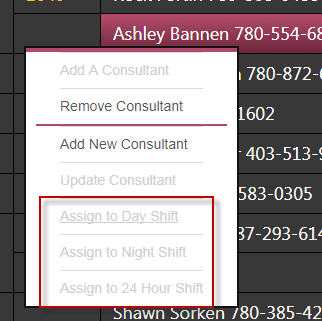 Ashley Bannen 780-554-68
Add A Consultant
780-872-6
Remove Consultant
1602
Add New Consultant
403-513-9
Update Consultant
583-0305
Assign to Day Shift
37-293-614
Assign to Night Shift
Assign to 24 Hour Shift
Shawn Sorken 780-385-42